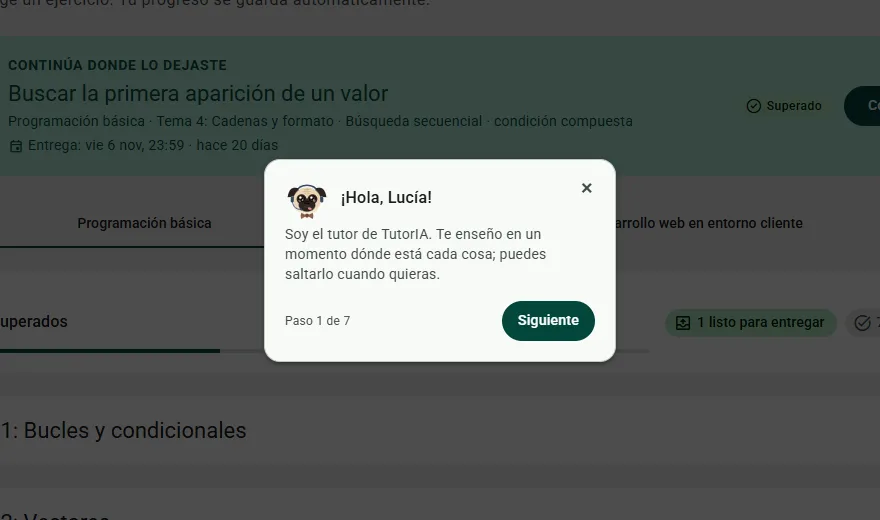 ge un ejercicio. Tu progreso se guarda automáticamente.
CONTINÚA DONDE LO DEJASTE
Buscar la primera aparición de un valor
Programación básica · Tema 4: Cadenas y formato · Búsqueda secuencial · condición compuesta
Entrega: vie 6 nov, 23:59 · hace 20 días
Superado
Co
¡Hola, Lucía!
Soy el tutor de TutorIA. Te enseño en un
momento dónde está cada cosa; puedes
saltarlo cuando quieras.
Paso 1 de 7
Siguiente
Programación básica
arrollo web en entorno cliente
uperados
1 listo para entregar
7
1: Bucles y condicionales
2: Vectores